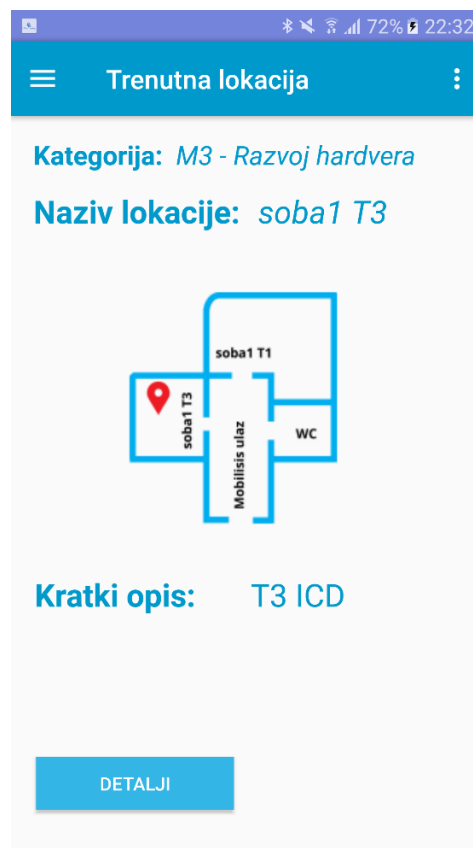 72% 22:32
Trenutna lokacija
Kategorija: M3 - Razvoj hardvera
Naziv lokacije: soba1 T3
soba1 T1
soba1 T3
Mobilisis ulaz
WC
Kratki opis: T3 ICD
DETALJI